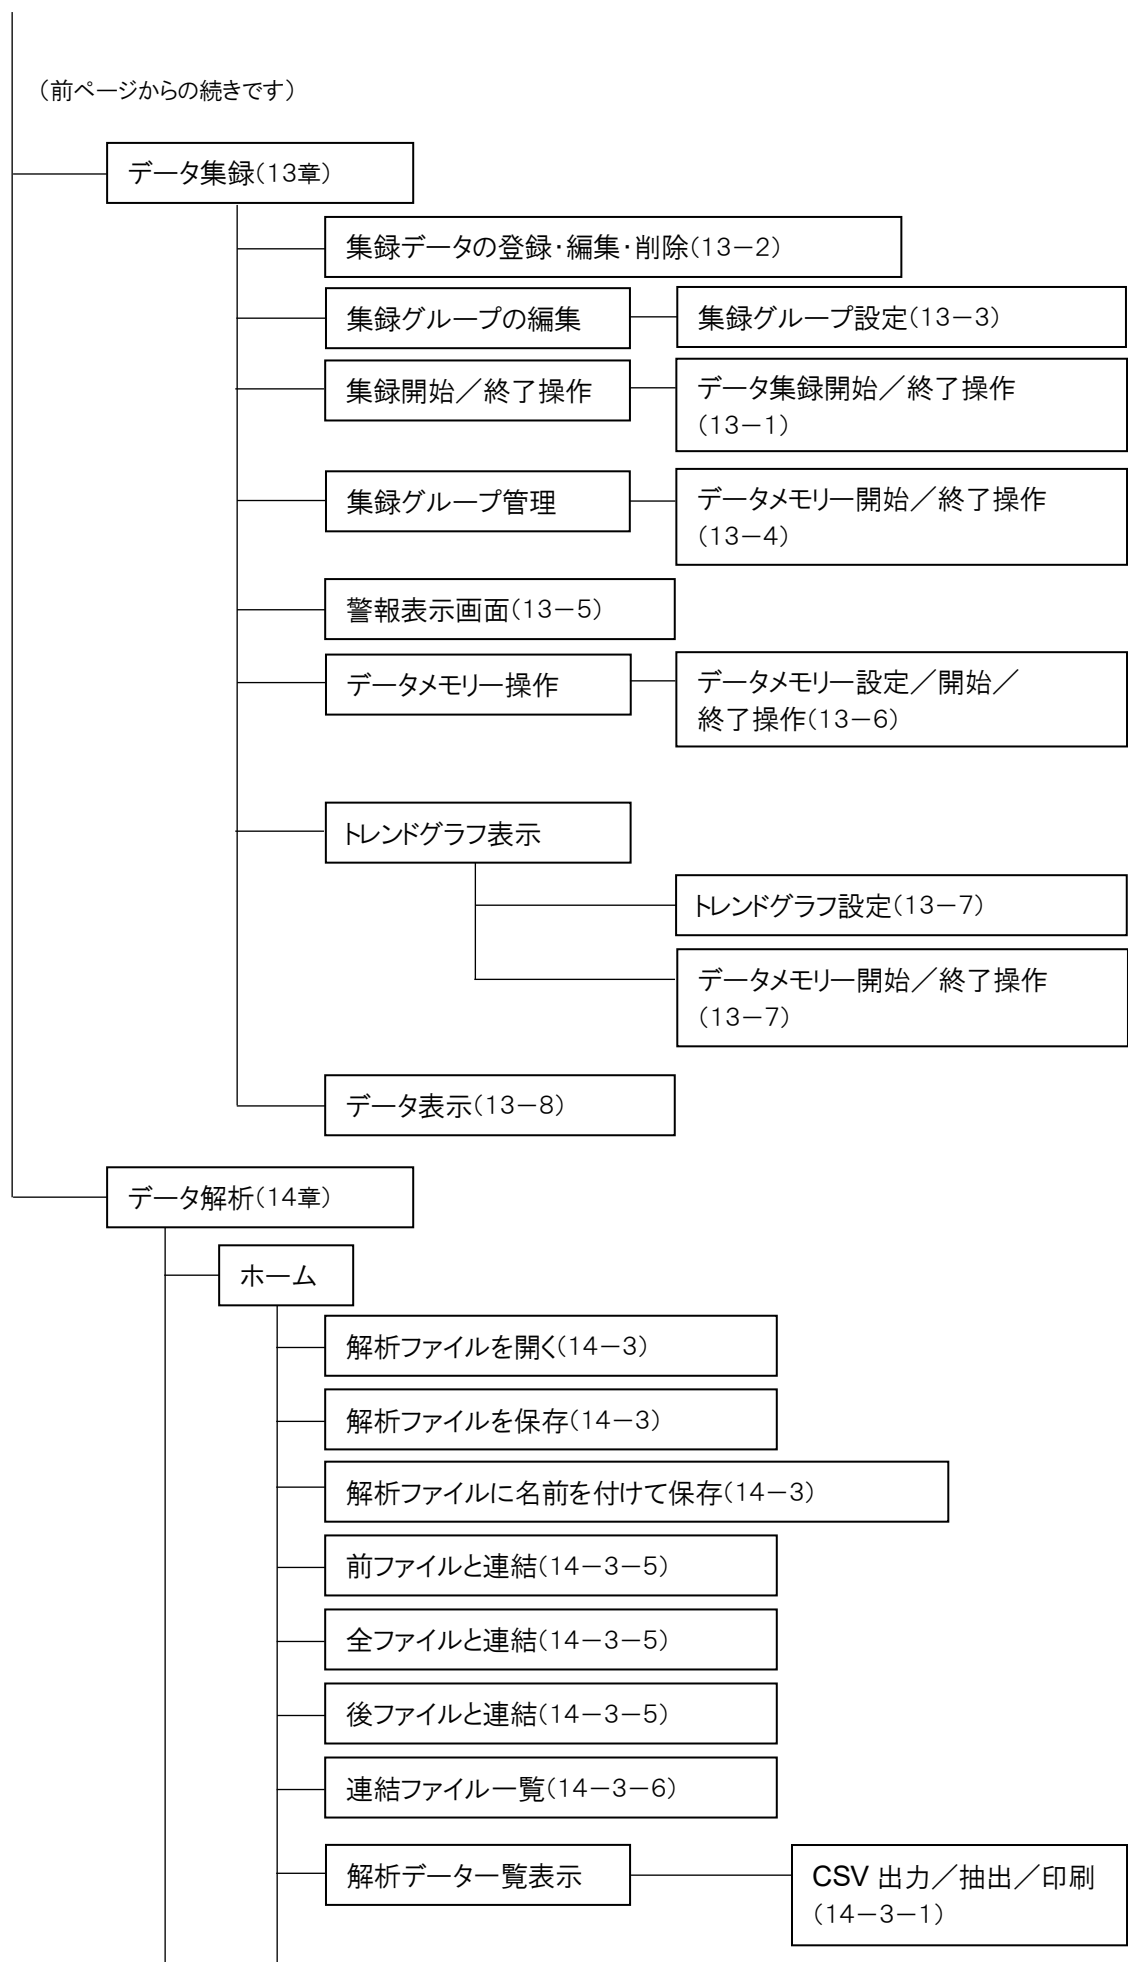 （前ページからの続きです）
データ集録（13章）
集録データの登録・編集・削除（13－2）
集録グループの編集
集録グループ設定（13－3）
集録開始／終了操作
データ集録開始／終了操作
（13－1）
集録グループ管理
データメモリー開始／終了操作
（13－4）
警報表示画面（13－5）
データメモリー操作
データメモリー設定／開始／
終了操作（13－6）
トレンドグラフ表示
トレンドグラフ設定（13－7）
データメモリー開始／終了操作
（13－7）
データ表示（13－8）
データ解析（14章）
ホーム
解析ファイルを開く（14－3）
解析ファイルを保存（14－3）
解析ファイルに名前を付けて保存（14－3）
前ファイルと連結（14－3－5）
全ファイルと連結（14－3－5）
後ファイルと連結（14－3－5）
連結ファイル一覧（14－3－6）
解析データ一覧表示
CSV 出力／抽出／印刷
（14－3－1）